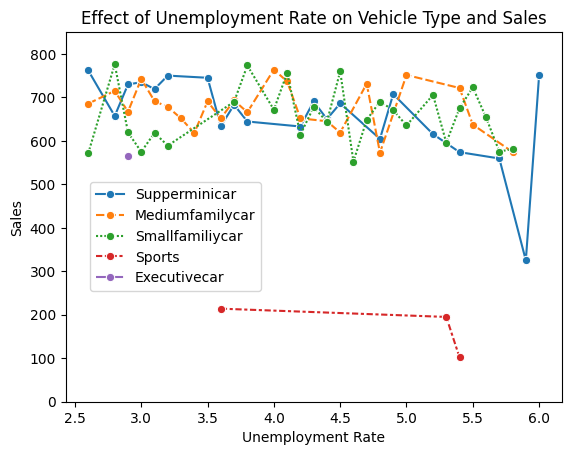 Effect of Unemployment Rate on Vehicle Type and Sales
Sales
800
700
600
500
400
300
200
100
0
Supperminicar
Mediumfamilycar
Smallfamiliycar
Sports
Executivecar
2.5 3.0 3.5 4.0 4.5 5.0 5.5 6.0
Unemployment Rate